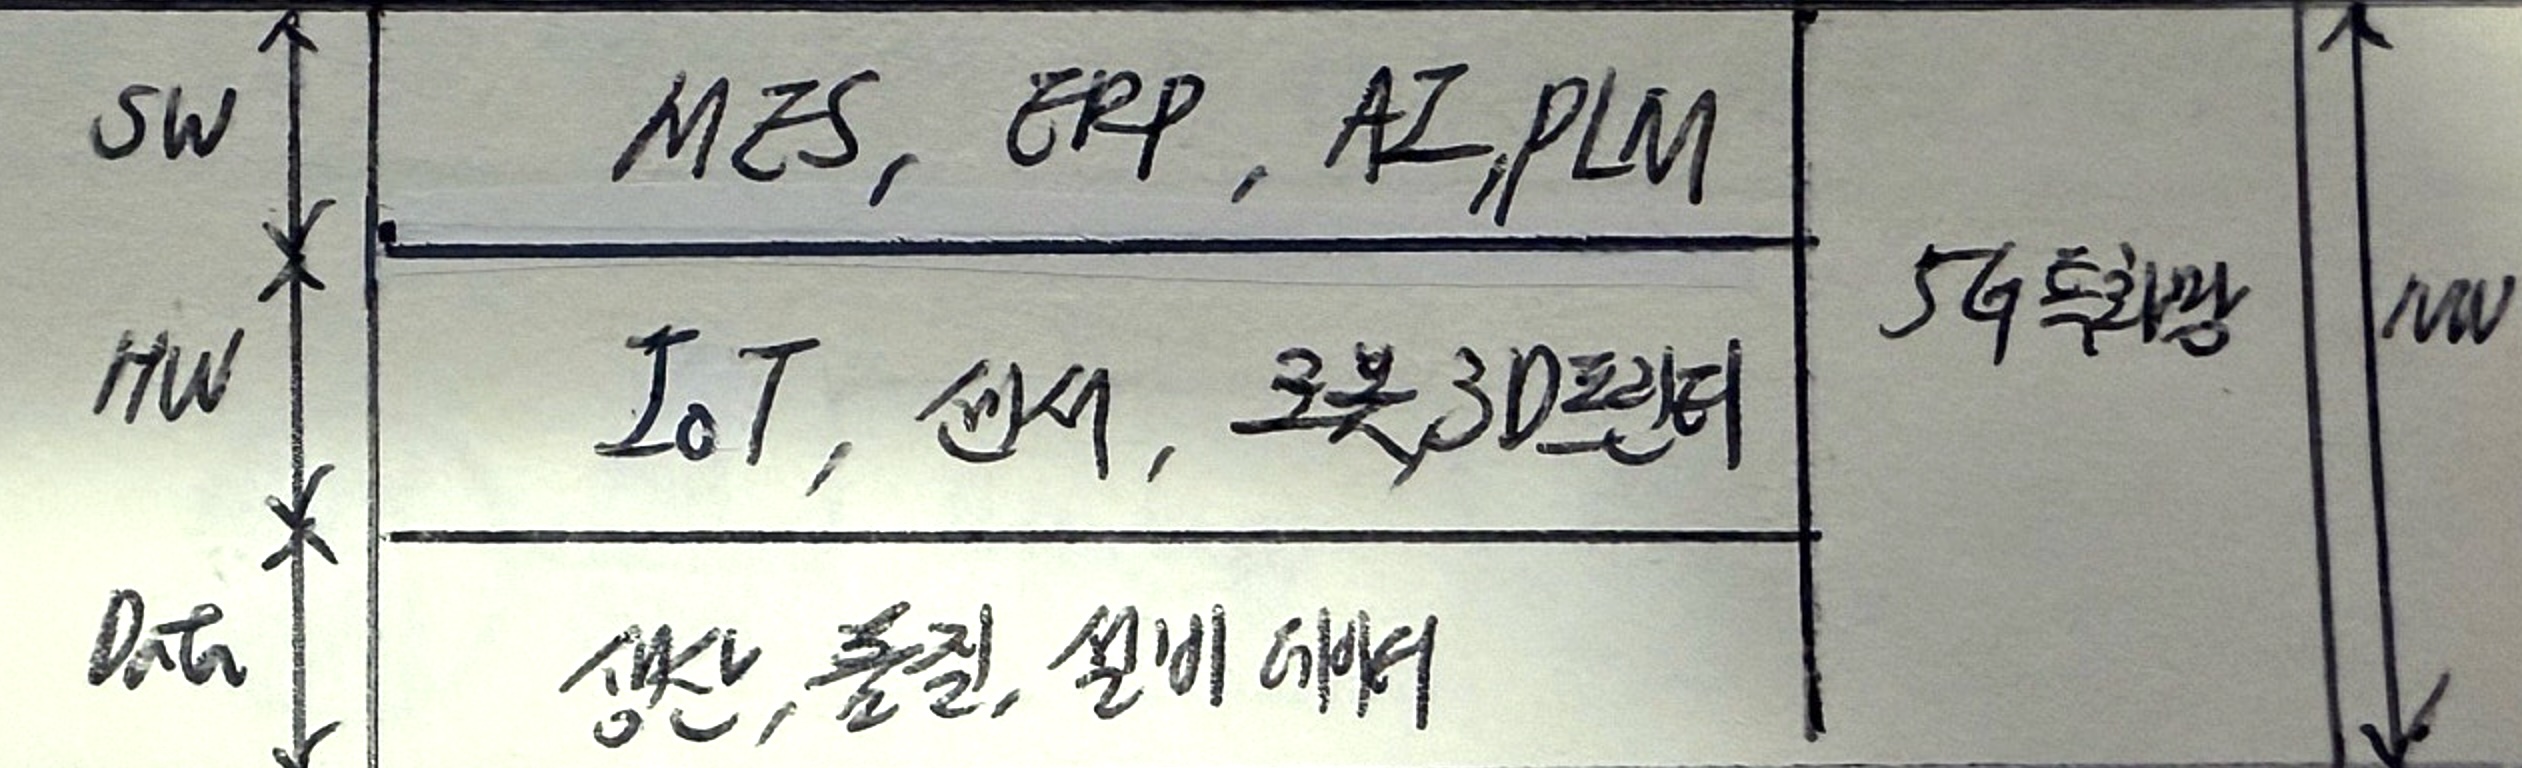 SW
MES, ERP, AI, PLM
HW
IoT, 센서, 로봇, 3D프린터
Data
생산, 품질, 설비 데이터
5G특화망
NW